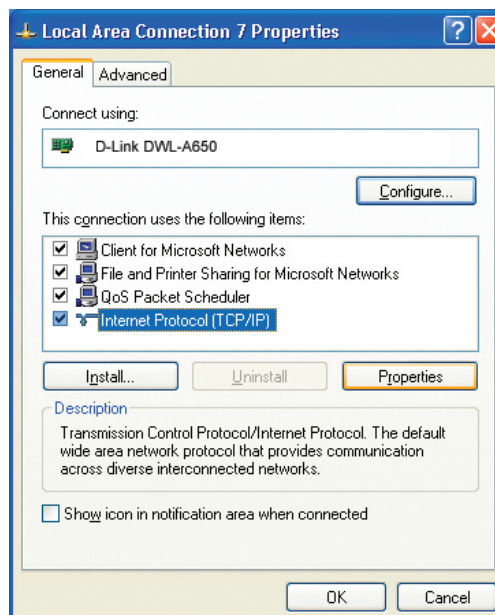 Local Area Connection 7 Properties
General
Advanced
Connect using:
D-Link DWL-A650
Configure...
This connection uses the following items:
Client for Microsoft Networks
File and Printer Sharing for Microsoft Networks
QoS Packet Scheduler
Internet Protocol (TCP/IP)
Install...
Uninstall
Properties
Description
Transmission Control Protocol/Internet Protocol. The default
wide area network protocol that provides communication
across diverse interconnected networks.
Show icon in notification area when connected
OK
Cancel